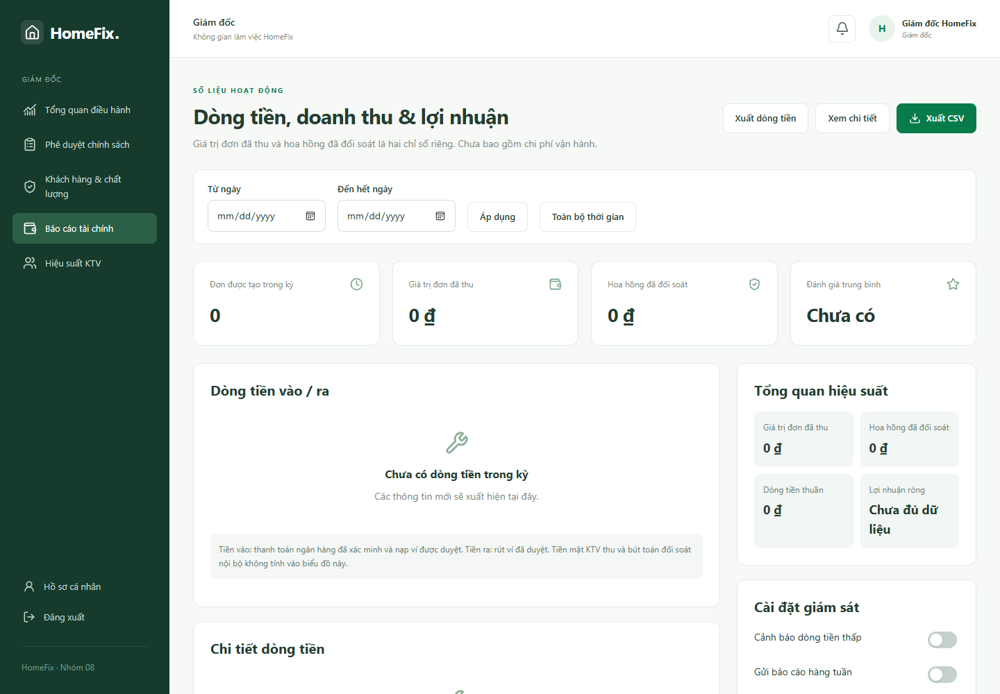 HomeFix.
GIÁM ĐỐC
Tổng quan điều hành
Phê duyệt chính sách
Khách hàng & chất
lượng
Báo cáo tài chính
Hiệu suất KTV
Hồ sơ cá nhân
Đăng xuất
HomeFix · Nhóm 08
Giám đốc
Không gian làm việc HomeFix
H
Giám đốc HomeFix
Giám đốc
SỐ LIỆU HOẠT ĐỘNG
Dòng tiền, doanh thu & lợi nhuận
Giá trị đơn đã thu và hoa hồng đã đối soát là hai chỉ số riêng. Chưa bao gồm chi phí vận hành.
Xuất dòng tiền
Xem chi tiết
Xuất CSV
Từ ngày
mm/dd/yyyy
Đến hết ngày
mm/dd/yyyy
Áp dụng
Toàn bộ thời gian
Đơn được tạo trong kỳ
0
Giá trị đơn đã thu
0 ₫
Hoa hồng đã đối soát
0 ₫
Đánh giá trung bình
Chưa có
Dòng tiền vào / ra
Chưa có dòng tiền trong kỳ
Các thông tin mới sẽ xuất hiện tại đây.
Tiền vào: thanh toán ngân hàng đã xác minh và nạp ví được duyệt. Tiền ra: rút ví đã duyệt. Tiền mặt KTV thu và bút toán đối soát
nội bộ không tính vào biểu đồ này.
Chi tiết dòng tiền
Tổng quan hiệu suất
Giá trị đơn đã thu
0 ₫
Hoa hồng đã đối soát
0 ₫
Dòng tiền thuần
0 ₫
Lợi nhuận ròng
Chưa đủ dữ
liệu
Cài đặt giám sát
Cảnh báo dòng tiền thấp
Gửi báo cáo hàng tuần